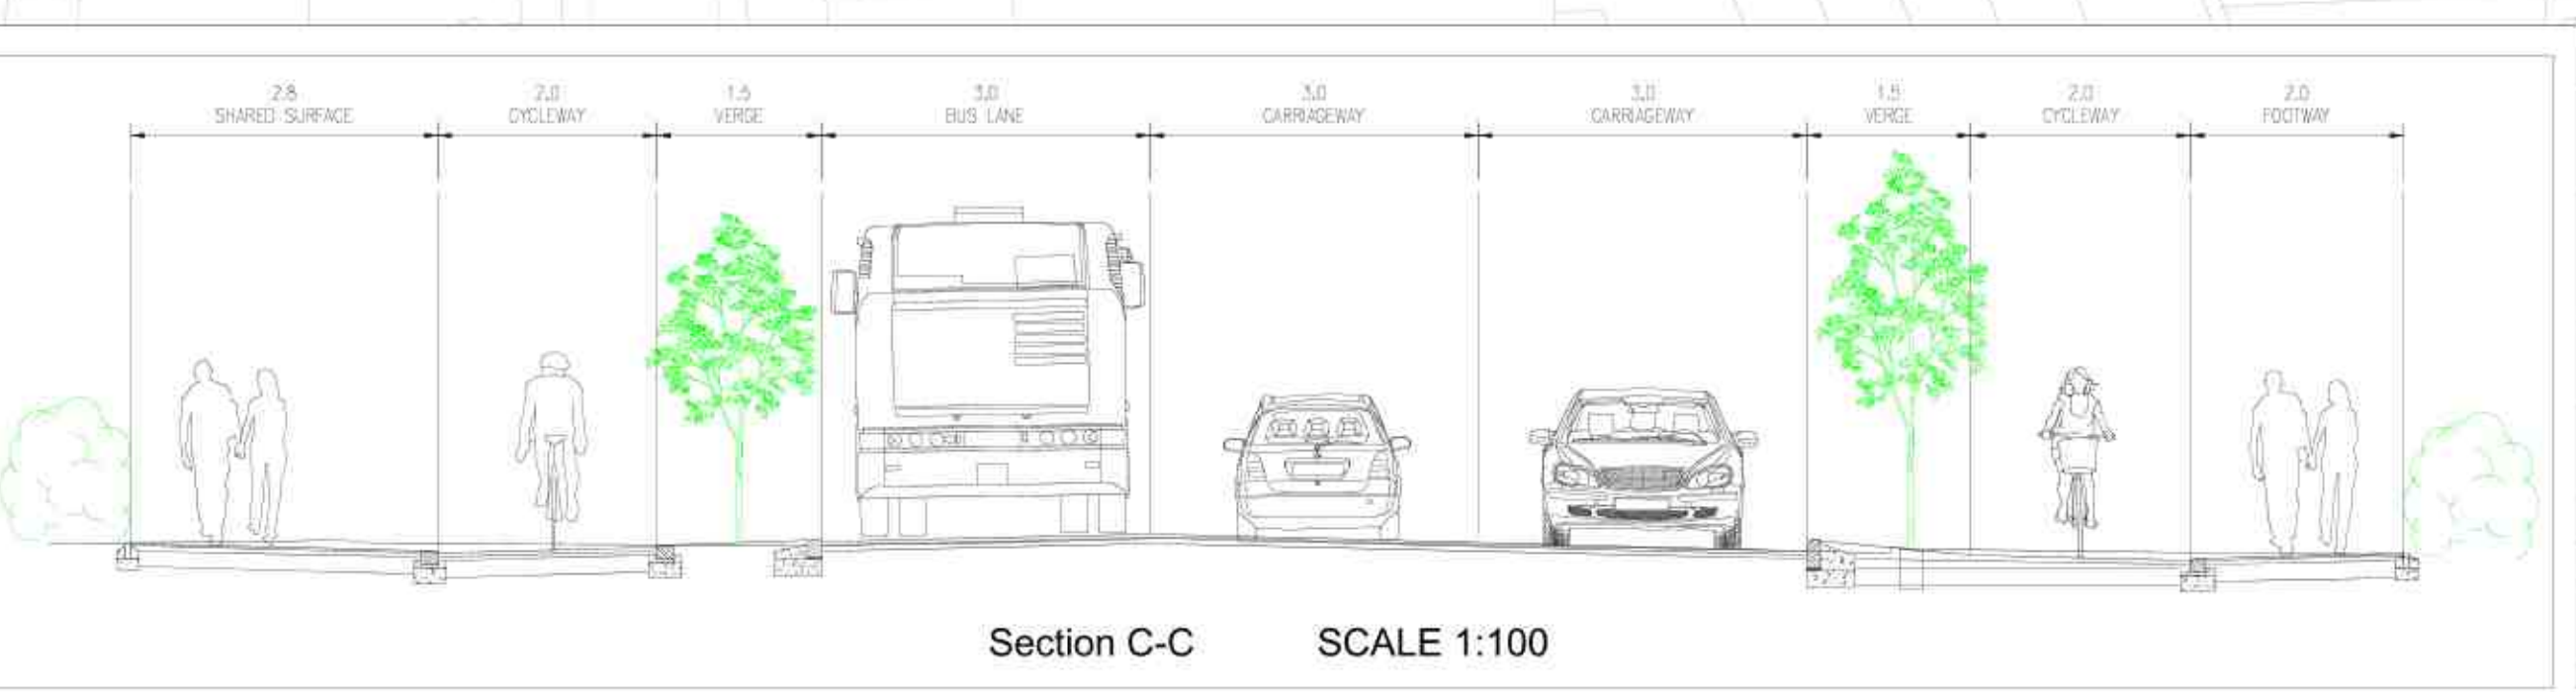 2.8
SHARED SURFACE
2.0
CYCLEWAY
1.5
VERGE
3.0
BUS LANE
3.0
CARRIAGEWAY
3.0
CARRIAGEWAY
1.5
VERGE
2.0
CYCLEWAY
2.0
FOOTWAY
Section C-C
SCALE 1:100